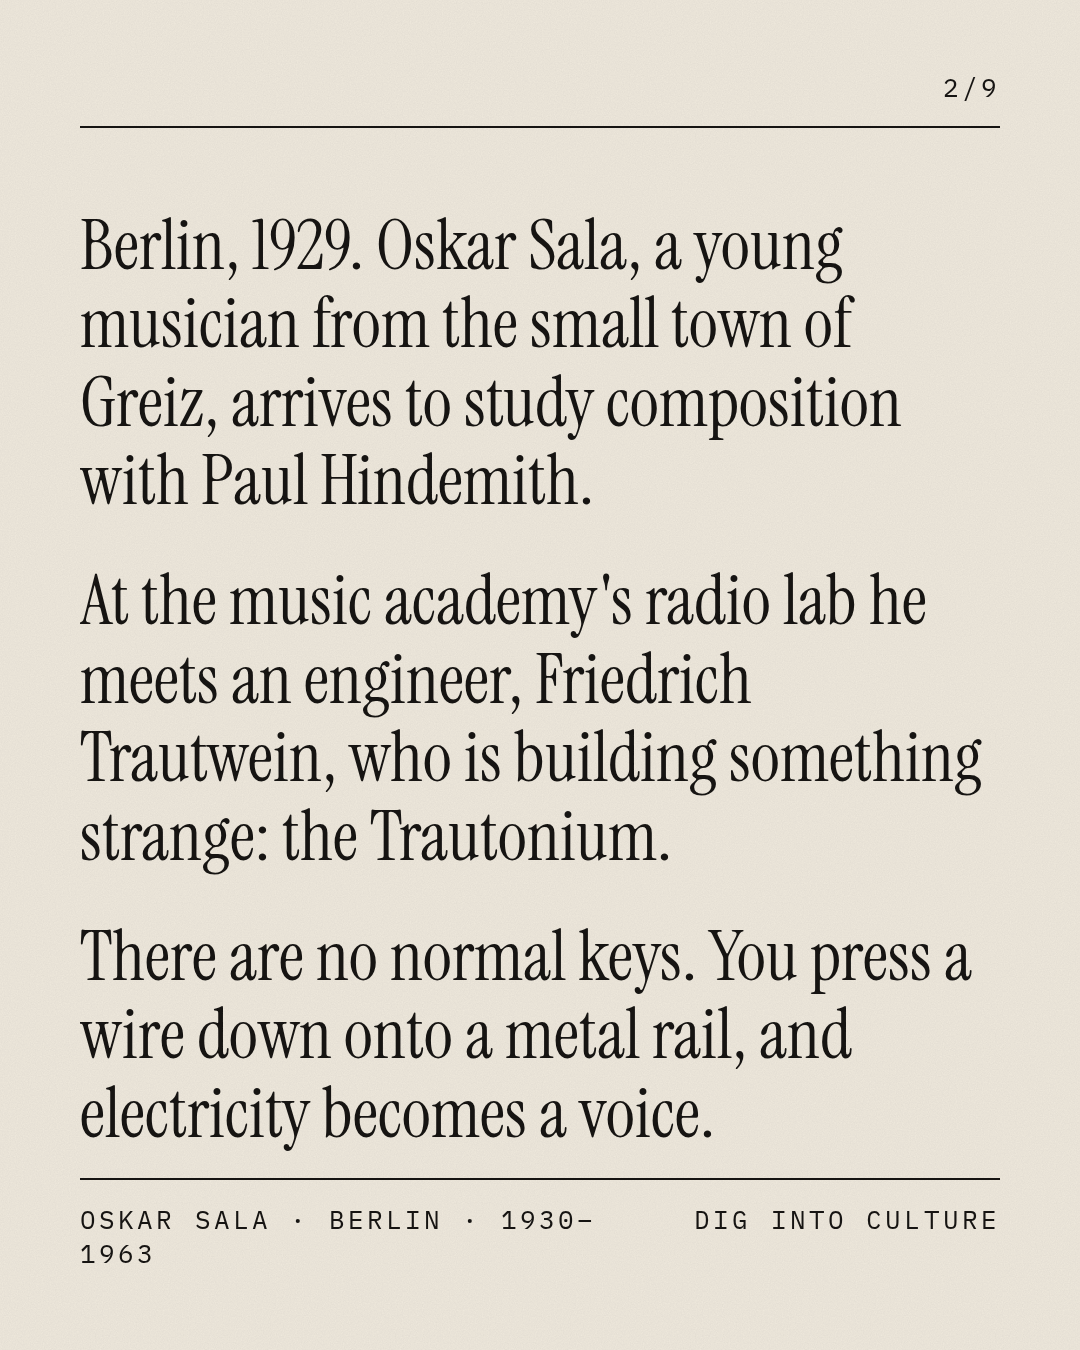 2/9
Berlin, 1929. Oskar Sala, a young
musician from the small town of
Greiz, arrives to study composition
with Paul Hindemith.
At the music academy's radio lab he
meets an engineer, Friedrich
Trautwein, who is building something
strange: the Trautonium.
There are no normal keys. You press a
wire down onto a metal rail, and
electricity becomes a voice.
OSKAR SALA · BERLIN · 1930–
1963
DIG INTO CULTURE